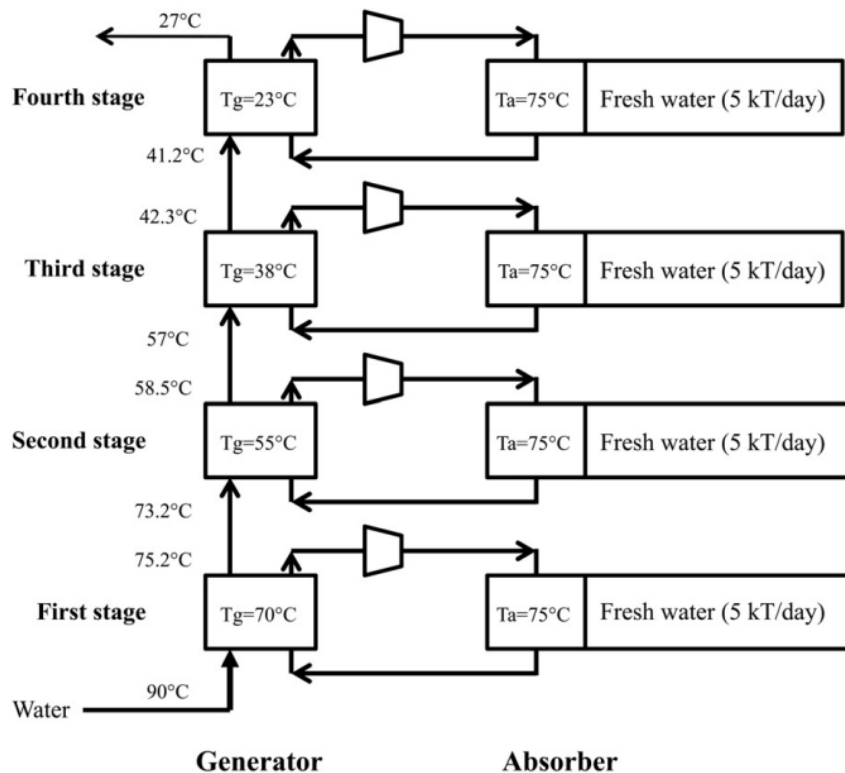 27°C
Fourth stage
Tg=23°C
Ta=75°C
Fresh water (5 kT/day)
41.2°C
42.3°C
Third stage
Tg=38°C
Ta=75°C
Fresh water (5 kT/day)
57°C
58.5°C
Second stage
Tg=55°C
Ta=75°C
Fresh water (5 kT/day)
73.2°C
75.2°C
First stage
Tg=70°C
Ta=75°C
Fresh water (5 kT/day)
90°C
Water
Generator
Absorber